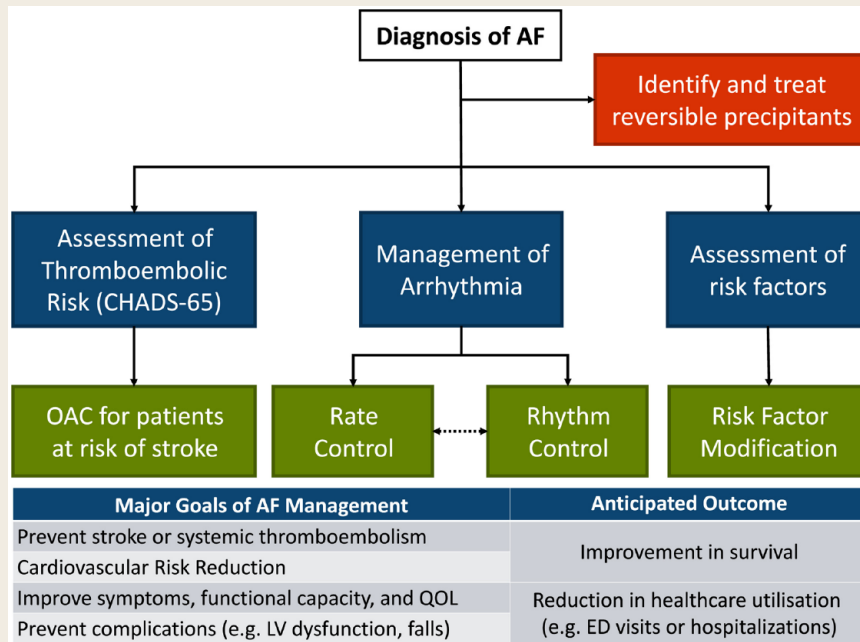 Diagnosis of AF
Identify and treat
reversible precipitants
Assessment of
Thromboembolic
Risk (CHADS-65)
Management of
Arrhythmia
Assessment of
risk factors
OAC for patients
at risk of stroke
Rate
Control
Rhythm
Control
Risk Factor
Modification
Major Goals of AF Management
Anticipated Outcome
Prevent stroke or systemic thromboembolism
Cardiovascular Risk Reduction
Improvement in survival
Improve symptoms, functional capacity, and QOL
Prevent complications (e.g. LV dysfunction, falls)
Reduction in healthcare utilisation
(e.g. ED visits or hospitalizations)